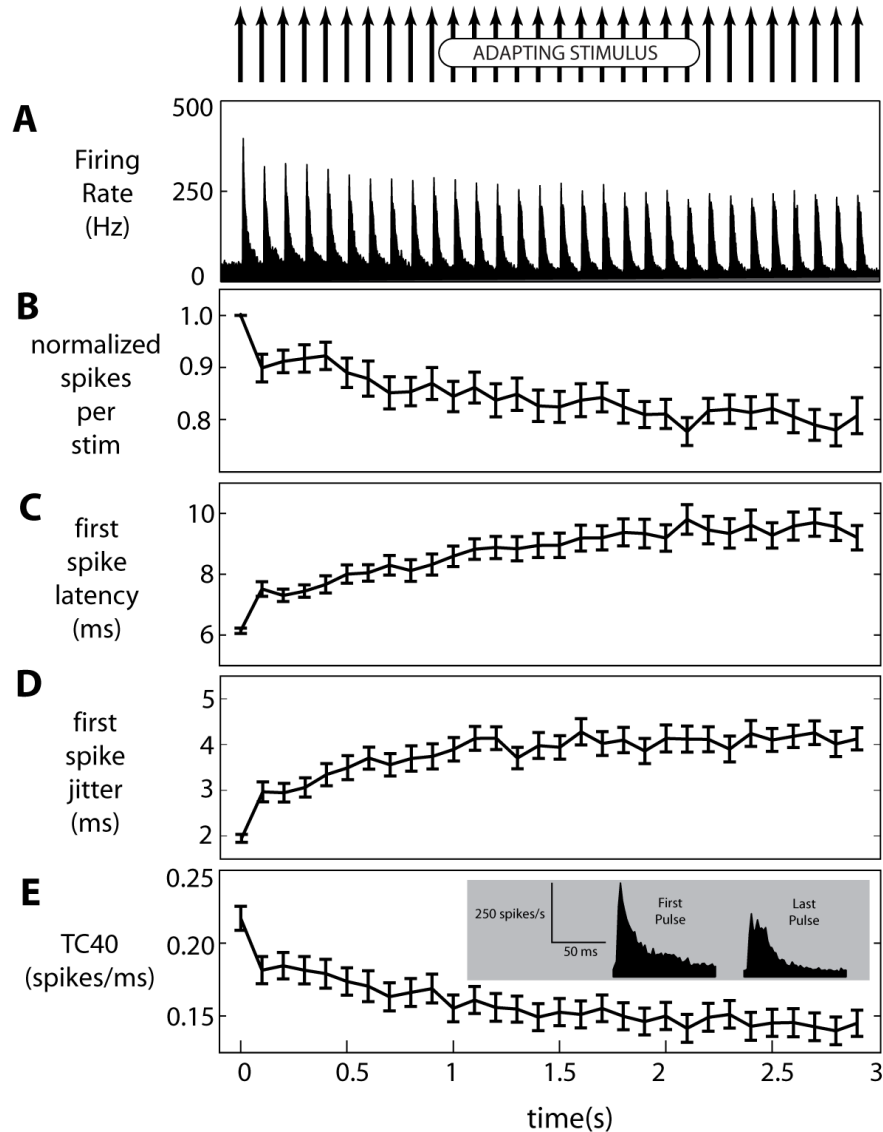 ADAPTING STIMULUS
A
Firing
Rate
(Hz)
500
250
0
B
normalized
spikes
per
stim
1.0
0.9
0.8
C
first
spike
latency
(ms)
10
8
6
D
first
spike
jitter
(ms)
5
4
3
2
E
TC40
(spikes/ms)
0.25
0.20
0.15
250 spikes/s
50 ms
First
Pulse
Last
Pulse
0 0.5 1 1.5 2 2.5 3
time(s)